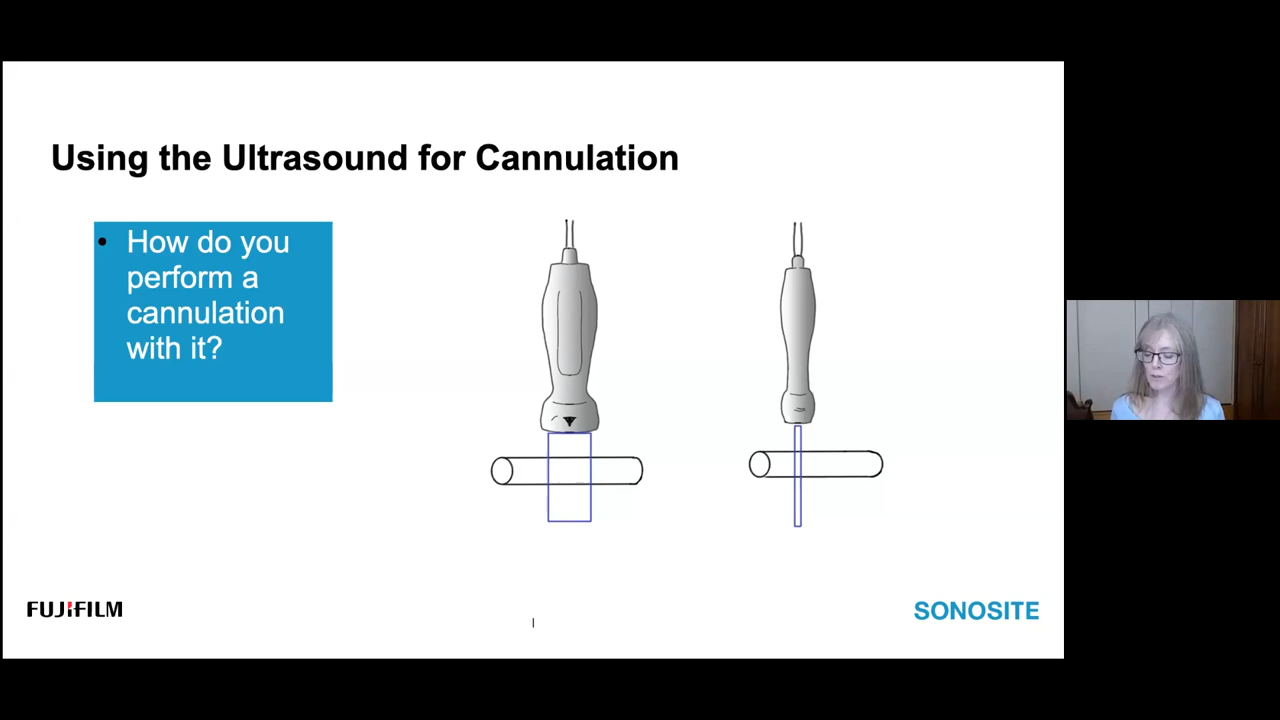 Using the Ultrasound for Cannulation
• How do you
perform a
cannulation
with it?
FUJIFILM
SONOSITE